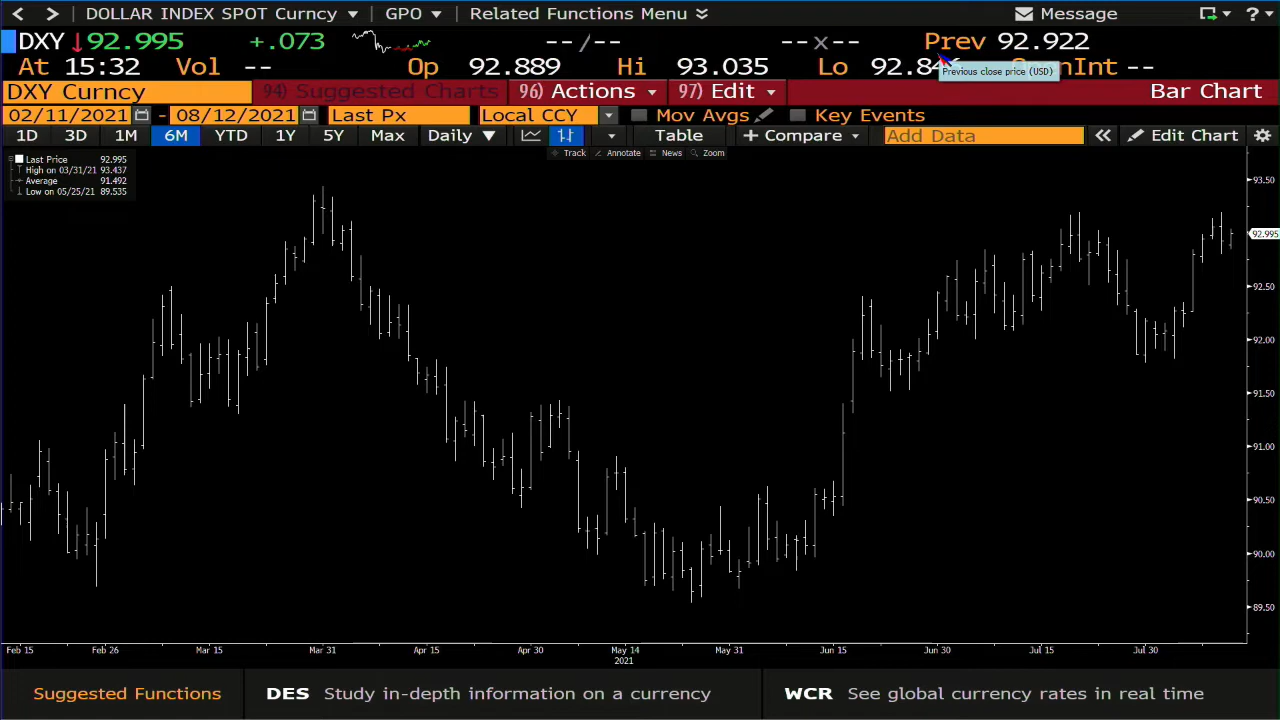 DOLLAR INDEX SPOT Curncy GPO Related Functions Menu Message ?
DXY 92.995 +.073 --/-- --x-- Prev 92.922
At 15:32 Vol -- Op 92.889 Hi 93.035 Lo 92.846 OpenInt --
Previous close price (USD)
DXY Curncy 94) Suggested Charts 96) Actions 97) Edit Bar Chart
02/11/2021 - 08/12/2021 Last Px Local CCY Mov Avgs Key Events
1D 3D 1M 6M YTD 1Y 5Y Max Daily Table + Compare Add Data Edit Chart
Track Annotate News Zoom
Last Price 92.995
High on 03/31/21 93.437
Average 91.492
Low on 05/25/21 89.535
93.50
92.995
92.50
92.00
91.50
91.00
90.50
90.00
89.50
Feb 15 Feb 26 Mar 15 Mar 31 Apr 15 Apr 30 May 14 May 31 Jun 15 Jun 30 Jul 15 Jul 30
2021
Suggested Functions DES Study in-depth information on a currency WCR See global currency rates in real time